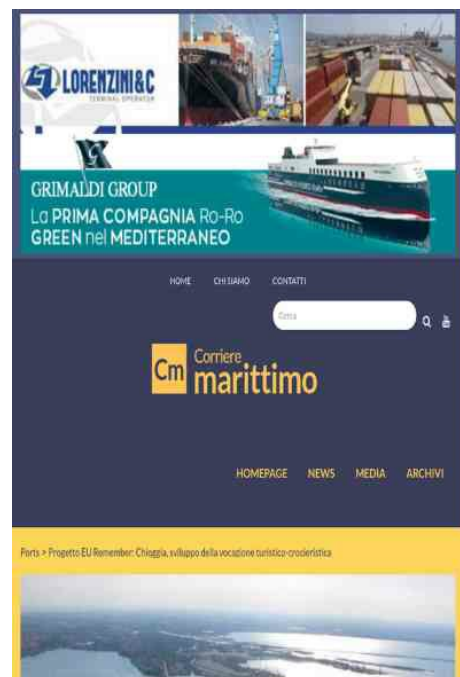 LORENZINI&C
TERMINAL OPERATOR
GRIMALDI GROUP
La PRIMA COMPAGNIA Ro-Ro
GREEN nel MEDITERRANEO
HOME CHI SIAMO CONTATTI
Cerca
Cm Corriere
marittimo
HOMEPAGE NEWS MEDIA ARCHIVI
Ports > Progetto EU Remember: Chioggia, sviluppo della vocazione turistico-crocieristica